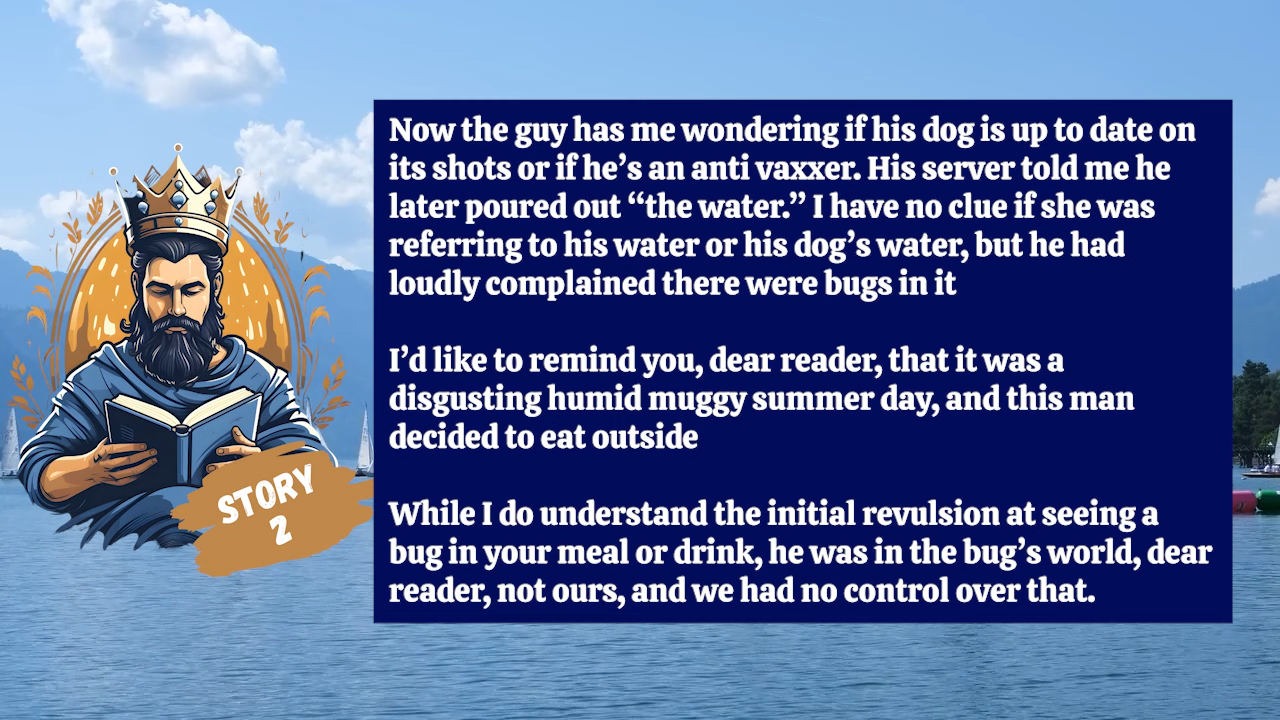 Now the guy has me wondering if his dog is up to date on
its shots or if he’s an anti vaxxer. His server told me he
later poured out “the water.” I have no clue if she was
referring to his water or his dog’s water, but he had
loudly complained there were bugs in it
I’d like to remind you, dear reader, that it was a
disgusting humid muggy summer day, and this man
decided to eat outside
While I do understand the initial revulsion at seeing a
bug in your meal or drink, he was in the bug’s world, dear
reader, not ours, and we had no control over that.
STORY
2